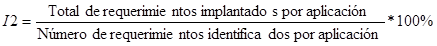 I2 = Total de requerimie ntos implantado s por aplicación / Número de requerimie ntos identifica dos por aplicación *100%